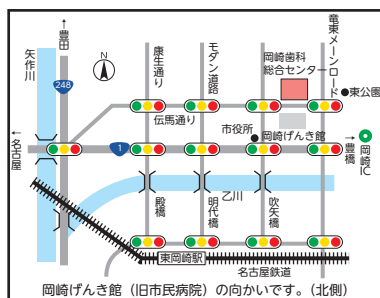 ←豊田
矢作川
248
N
康生通り
モダン道路
岡崎歯科
総合センター
竜東メーンロード
東公園
伝馬通り
市役所
岡崎げんき館
←名古屋
1
→豊橋
岡崎IC
乙川
殿橋
明代橋
吹矢橋
東岡崎駅
名古屋鉄道
岡崎げんき館（旧市民病院）の向かいです。（北側）